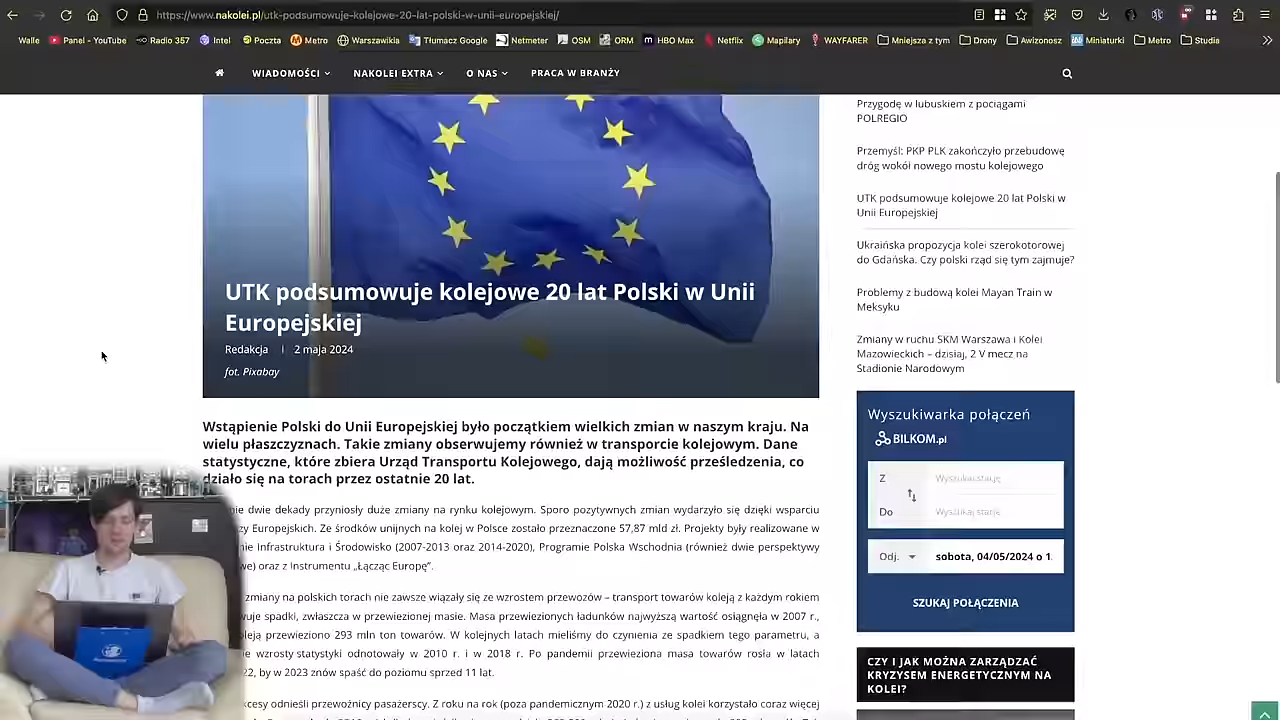 https://www.nakolei.pl/utk-podsumowuje-kolejowe-20-lat-polski-w-unii-europejskiej/
Walle Panel - YouTube Radio 357 Intel Poczta Metro Warszawikia Tłumacz Google Netmeter OSM ORM HBO Max Netflix Mapilary WAYFARER Mniejsza z tym Drony Awizonosz Miniaturki Metro Studia
WIADOMOŚCI NAKOLEI EXTRA O NAS PRACA W BRANŻY
UTK podsumowuje kolejowe 20 lat Polski w Unii
Europejskiej
Redakcja | 2 maja 2024
fot. Pixabay
Wstąpienie Polski do Unii Europejskiej było początkiem wielkich zmian w naszym kraju. Na
wielu płaszczyznach. Takie zmiany obserwujemy również w transporcie kolejowym. Dane
statystyczne, które zbiera Urząd Transportu Kolejowego, dają możliwość prześledzenia, co
działo się na torach przez ostatnie 20 lat.
nie dwie dekady przyniosły duże zmiany na rynku kolejowym. Sporo pozytywnych zmian wydarzyło się dzięki wsparciu
zy Europejskich. Ze środków unijnych na kolej w Polsce zostało przeznaczone 57,87 mld zł. Projekty były realizowane w
nie Infrastruktura i Środowisko (2007-2013 oraz 2014-2020), Programie Polska Wschodnia (również dwie perspektywy
we) oraz z Instrumentu „Łącząc Europę”.
zmiany na polskich torach nie zawsze wiązały się ze wzrostem przewozów – transport towarów koleją z każdym rokiem
uje spadki, zwłaszcza w przewiezionej masie. Masa przewiezionych ładunków najwyższą wartość osiągnęła w 2007 r.,
leją przewieziono 293 mln ton towarów. W kolejnych latach mieliśmy do czynienia ze spadkiem tego parametru, a
ie wzrosty statystyki odnotowały w 2010 r. i w 2018 r. Po pandemii przewieziona masa towarów rosła w latach
22, by w 2023 znów spaść do poziomu sprzed 11 lat.
kcesy odnieśli przewoźnicy pasażerscy. Z roku na rok (poza pandemicznym 2020 r.) z usług kolei korzystało coraz więcej
Przygodę w lubuskiem z pociągami
POLREGIO
Przemyśl: PKP PLK zakończyło przebudowę
dróg wokół nowego mostu kolejowego
UTK podsumowuje kolejowe 20 lat Polski w
Unii Europejskiej
Ukraińska propozycja kolei szerokotorowej
do Gdańska. Czy polski rząd się tym zajmuje?
Problemy z budową kolei Mayan Train w
Meksyku
Zmiany w ruchu SKM Warszawa i Kolei
Mazowieckich – dzisiaj, 2 V mecz na
Stadionie Narodowym
Wyszukiwarka połączeń
BILKOM.pl
Z Wyszukaj stację
Do Wyszukaj stację
Odj. sobota, 04/05/2024 o 1
SZUKAJ POŁĄCZENIA
CZY I JAK MOŻNA ZARZĄDZAĆ
KRYZYSEM ENERGETYCZNYM NA
KOLEI?